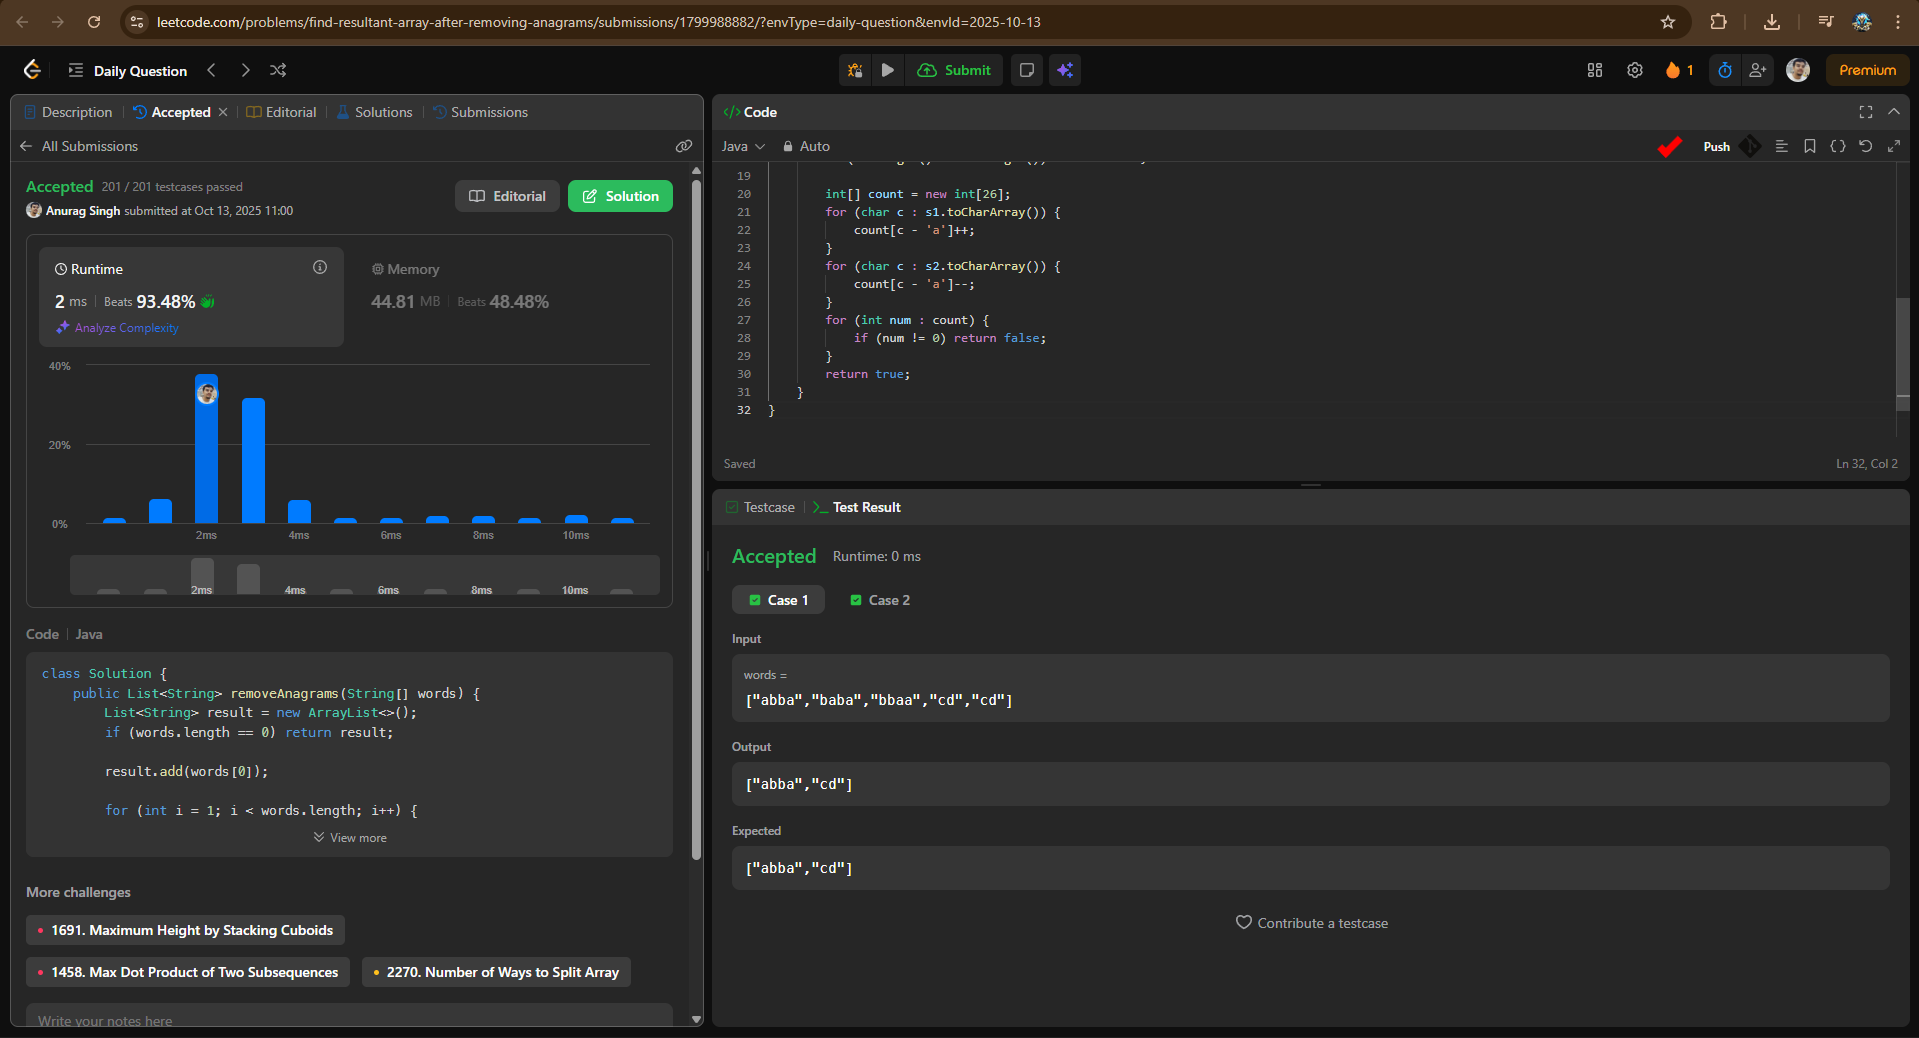 leetcode.com/problems/find-resultant-array-after-removing-anagrams/submissions/1799988882/?envType=daily-question&envId=2025-10-13
Daily Question
Submit
1
Premium
Description
Accepted
Editorial
Solutions
Submissions
All Submissions
Accepted 201 / 201 testcases passed
Anurag Singh submitted at Oct 13, 2025 11:00
Editorial
Solution
Runtime
2 ms | Beats 93.48%
Analyze Complexity
Memory
44.81 MB | Beats 48.48%
40%
20%
0%
2ms 4ms 6ms 8ms 10ms
2ms 4ms 6ms 8ms 10ms
Code | Java
class Solution {
    public List<String> removeAnagrams(String[] words) {
        List<String> result = new ArrayList<>();
        if (words.length == 0) return result;
        result.add(words[0]);
        for (int i = 1; i < words.length; i++) {
View more
More challenges
1691. Maximum Height by Stacking Cuboids
1458. Max Dot Product of Two Subsequences
2270. Number of Ways to Split Array
Write your notes here
</> Code
Java
Auto
Push
19
20 int[] count = new int[26];
21 for (char c : s1.toCharArray()) {
22 count[c - 'a']++;
23 }
24 for (char c : s2.toCharArray()) {
25 count[c - 'a']--;
26 }
27 for (int num : count) {
28 if (num != 0) return false;
29 }
30 return true;
31 }
32 }
Saved
Ln 32, Col 2
Testcase
Test Result
Accepted Runtime: 0 ms
Case 1
Case 2
Input
words =
["abba","baba","bbaa","cd","cd"]
Output
["abba","cd"]
Expected
["abba","cd"]
Contribute a testcase